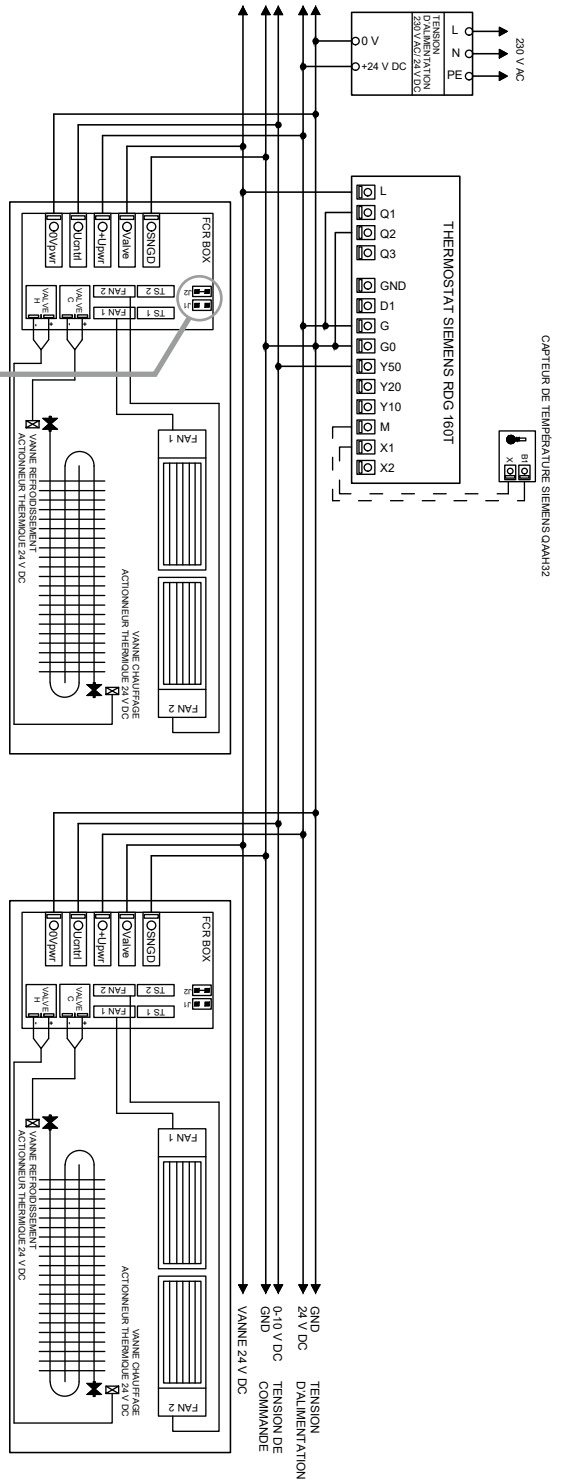 230 V AC
L
N
PE
TENSION
D'ALIMENTATION
230 V AC/ 24 V DC
0 V
+24 V DC
CAPTEUR DE TEMPÉRATURE SIEMENS QAAH32
B1
X
THERMOSTAT SIEMENS RDG 160T
L
Q1
Q2
Q3
GND
D1
G
G0
Y50
Y20
Y10
M
X1
X2
FCR BOX
0Vpwr
Ucntrl
+Upwr
Valve
SNGD
J2
J1
TS 2
TS 1
FAN 2
FAN 1
VALVE
C
+
-
VALVE
H
+
-
VANNE REFROIDISSEMENT
ACTIONNEUR THERMIQUE 24 V DC
VANNE CHAUFFAGE
ACTIONNEUR THERMIQUE 24 V DC
FAN 1
FAN 2
FCR BOX
0Vpwr
Ucntrl
+Upwr
Valve
SNGD
J2
J1
TS 2
TS 1
FAN 2
FAN 1
VALVE
C
+
-
VALVE
H
+
-
VANNE REFROIDISSEMENT
ACTIONNEUR THERMIQUE 24 V DC
VANNE CHAUFFAGE
ACTIONNEUR THERMIQUE 24 V DC
FAN 1
FAN 2
GND
24 V DC
TENSION
D'ALIMENTATION
0-10 V DC
GND
TENSION DE
COMMANDE
VANNE 24 V DC